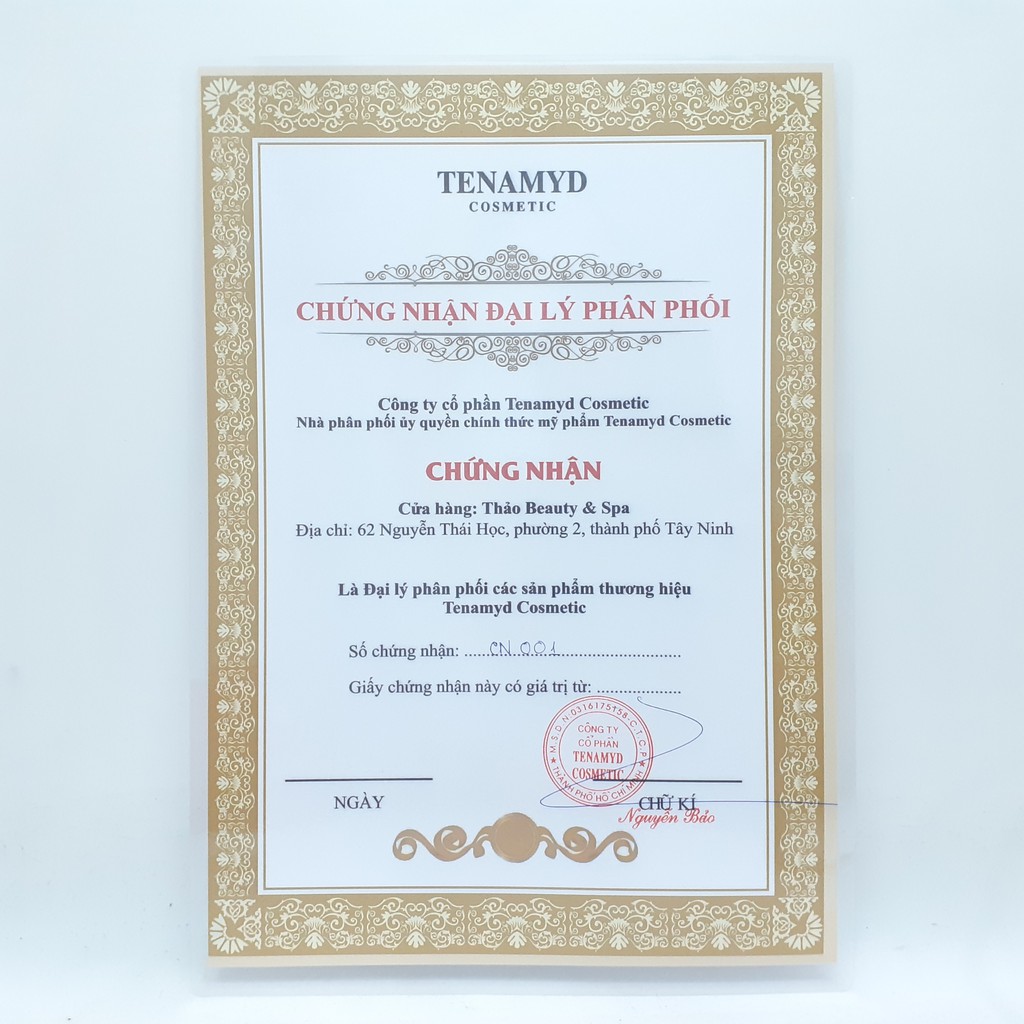 TENAMYD
COSMETIC
CHỨNG NHẬN ĐẠI LÝ PHÂN PHỐI
Công ty cổ phần Tenamyd Cosmetic
Nhà phân phối ủy quyền chính thức mỹ phẩm Tenamyd Cosmetic
CHỨNG NHẬN
Cửa hàng: Thảo Beauty & Spa
Địa chỉ: 62 Nguyễn Thái Học, phường 2, thành phố Tây Ninh
Là Đại lý phân phối các sản phẩm thương hiệu
Tenamyd Cosmetic
Số chứng nhận: ......CN.001..............................
Giấy chứng nhận này có giá trị từ: ....................
M.S.D.N:0316175158-C.T.C.P
CÔNG TY
CỔ PHẦN
TENAMYD
COSMETIC
THÀNH PHỐ HỒ CHÍ MINH
NGÀY
CHỮ KÍ
Nguyễn Bảo